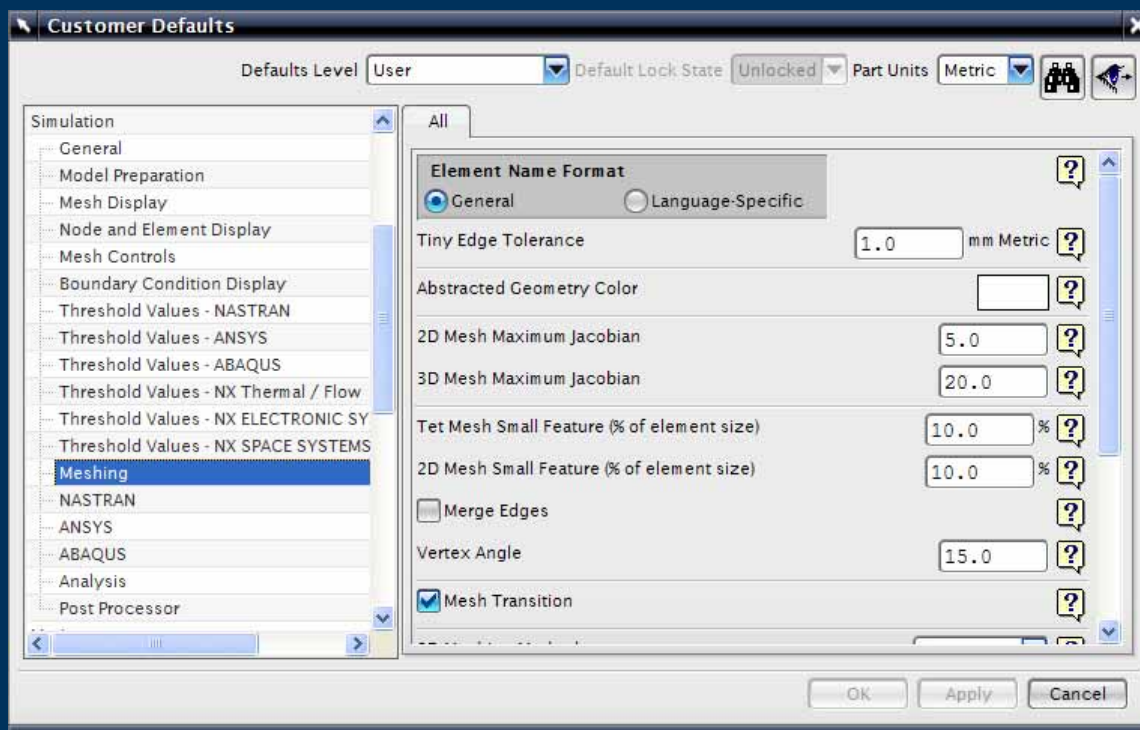 Customer Defaults
Defaults Level User Default Lock State Unlocked Part Units Metric
Simulation
General
Model Preparation
Mesh Display
Node and Element Display
Mesh Controls
Boundary Condition Display
Threshold Values - NASTRAN
Threshold Values - ANSYS
Threshold Values - ABAQUS
Threshold Values - NX Thermal / Flow
Threshold Values - NX ELECTRONIC SY
Threshold Values - NX SPACE SYSTEMS
Meshing
NASTRAN
ANSYS
ABAQUS
Analysis
Post Processor
All
Element Name Format
General Language-Specific
Tiny Edge Tolerance 1.0 mm Metric
Abstracted Geometry Color
2D Mesh Maximum Jacobian 5.0
3D Mesh Maximum Jacobian 20.0
Tet Mesh Small Feature (% of element size) 10.0 %
2D Mesh Small Feature (% of element size) 10.0 %
Merge Edges
Vertex Angle 15.0
Mesh Transition
OK Apply Cancel